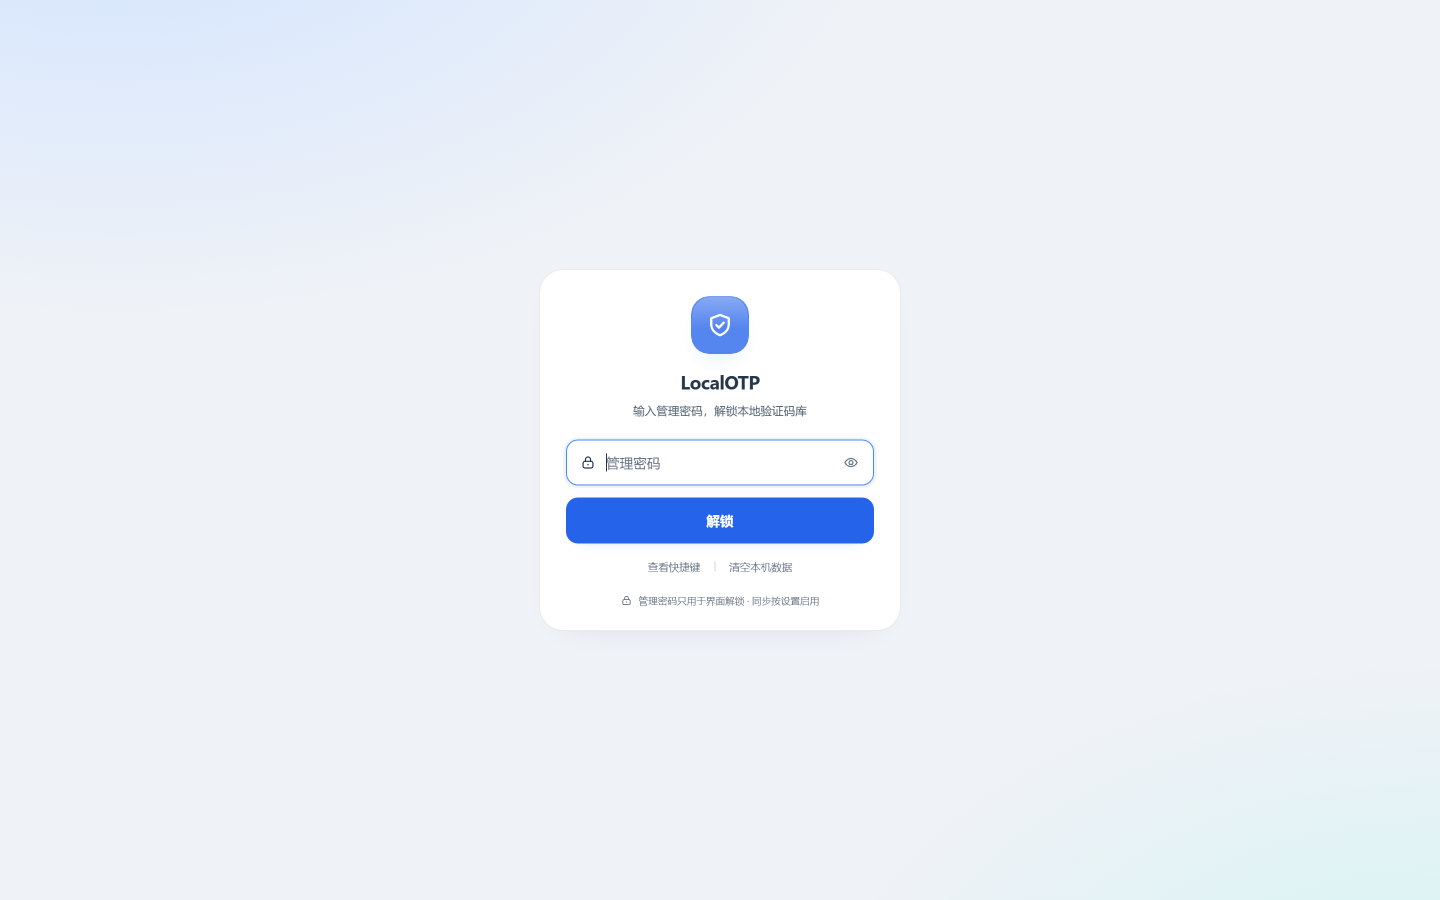 LocalOTP
输入管理密码，解锁本地验证码库
管理密码
解锁
查看快捷键 | 清空本机数据
管理密码只用于界面解锁 · 同步按设置启用